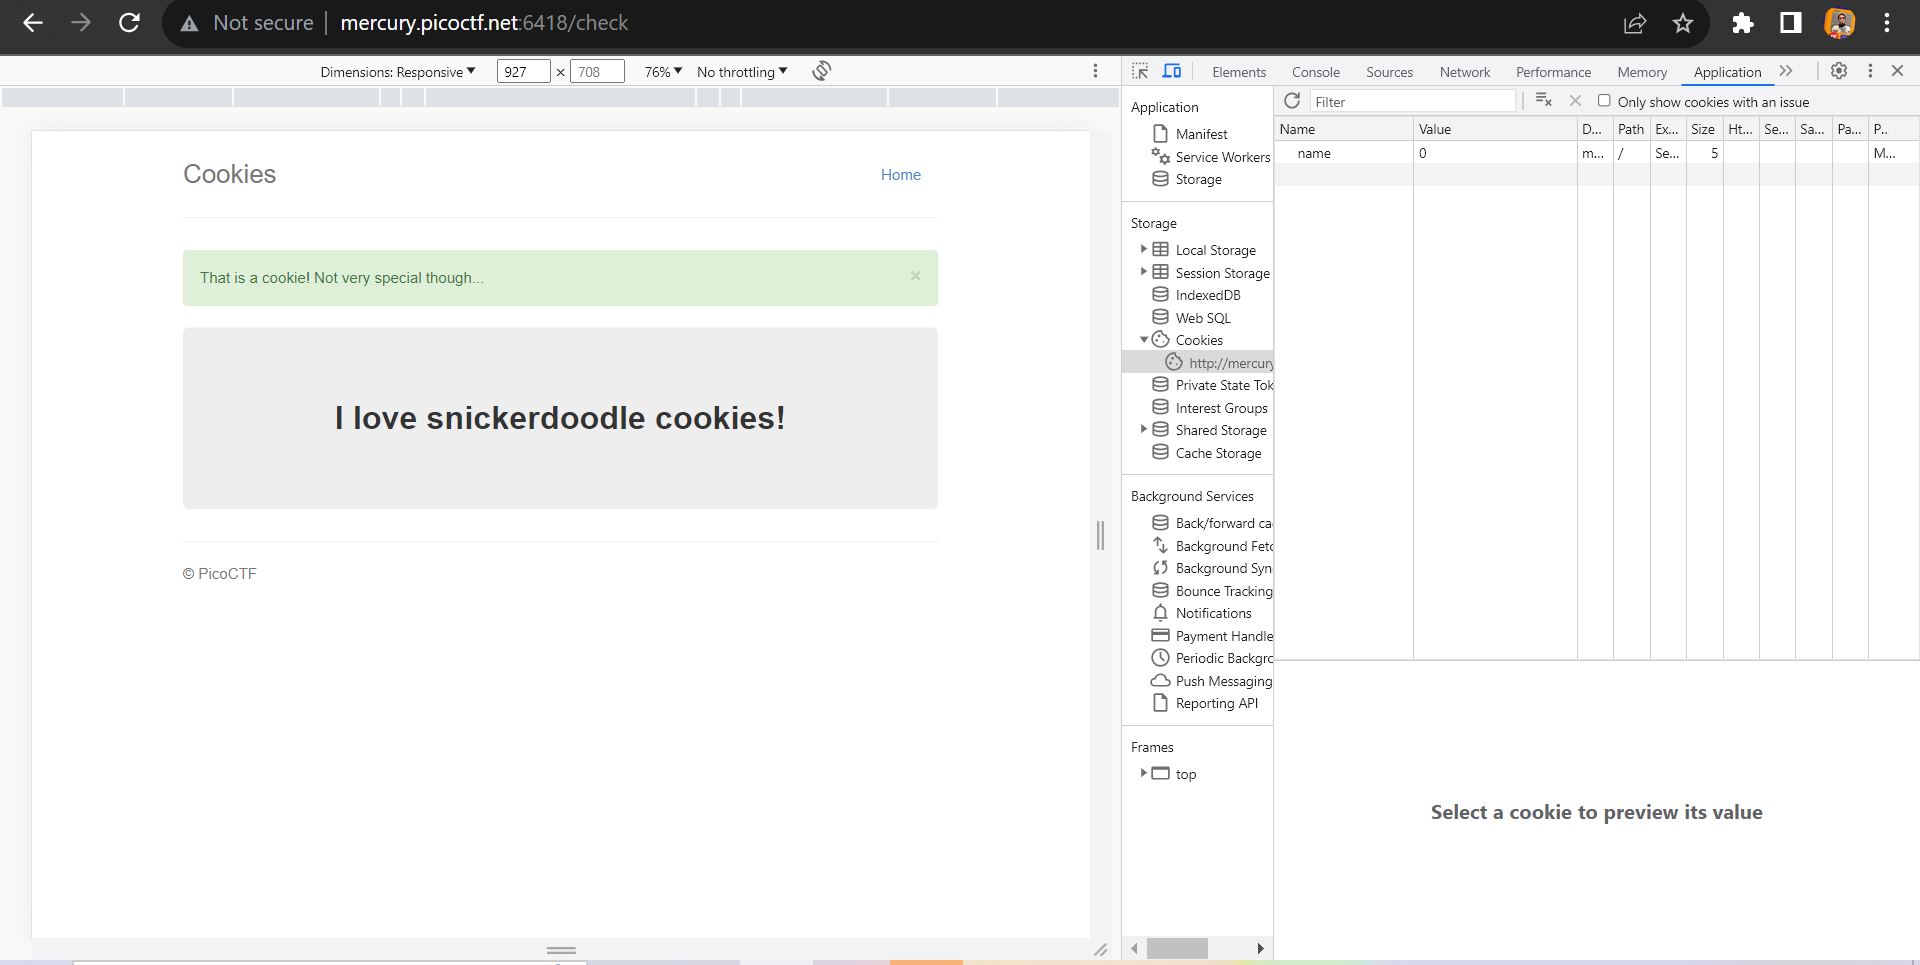 Not secure mercury.picoctf.net:6418/check
Dimensions: Responsive 927 × 708 76% No throttling
Elements Console Sources Network Performance Memory Application
Cookies Home
That is a cookie! Not very special though... ×
I love snickerdoodle cookies!
© PicoCTF
Application
Manifest
Service Workers
Storage
Storage
Local Storage
Session Storage
IndexedDB
Web SQL
Cookies
http://mercury
Private State Tok
Interest Groups
Shared Storage
Cache Storage
Background Services
Back/forward ca
Background Fetc
Background Syn
Bounce Tracking
Notifications
Payment Handle
Periodic Backgro
Push Messaging
Reporting API
Frames
top
Filter Only show cookies with an issue
Name Value D... Path Ex... Size Ht... Se... Sa... Pa... P..
name 0 m... / Se... 5 M...
Select a cookie to preview its value